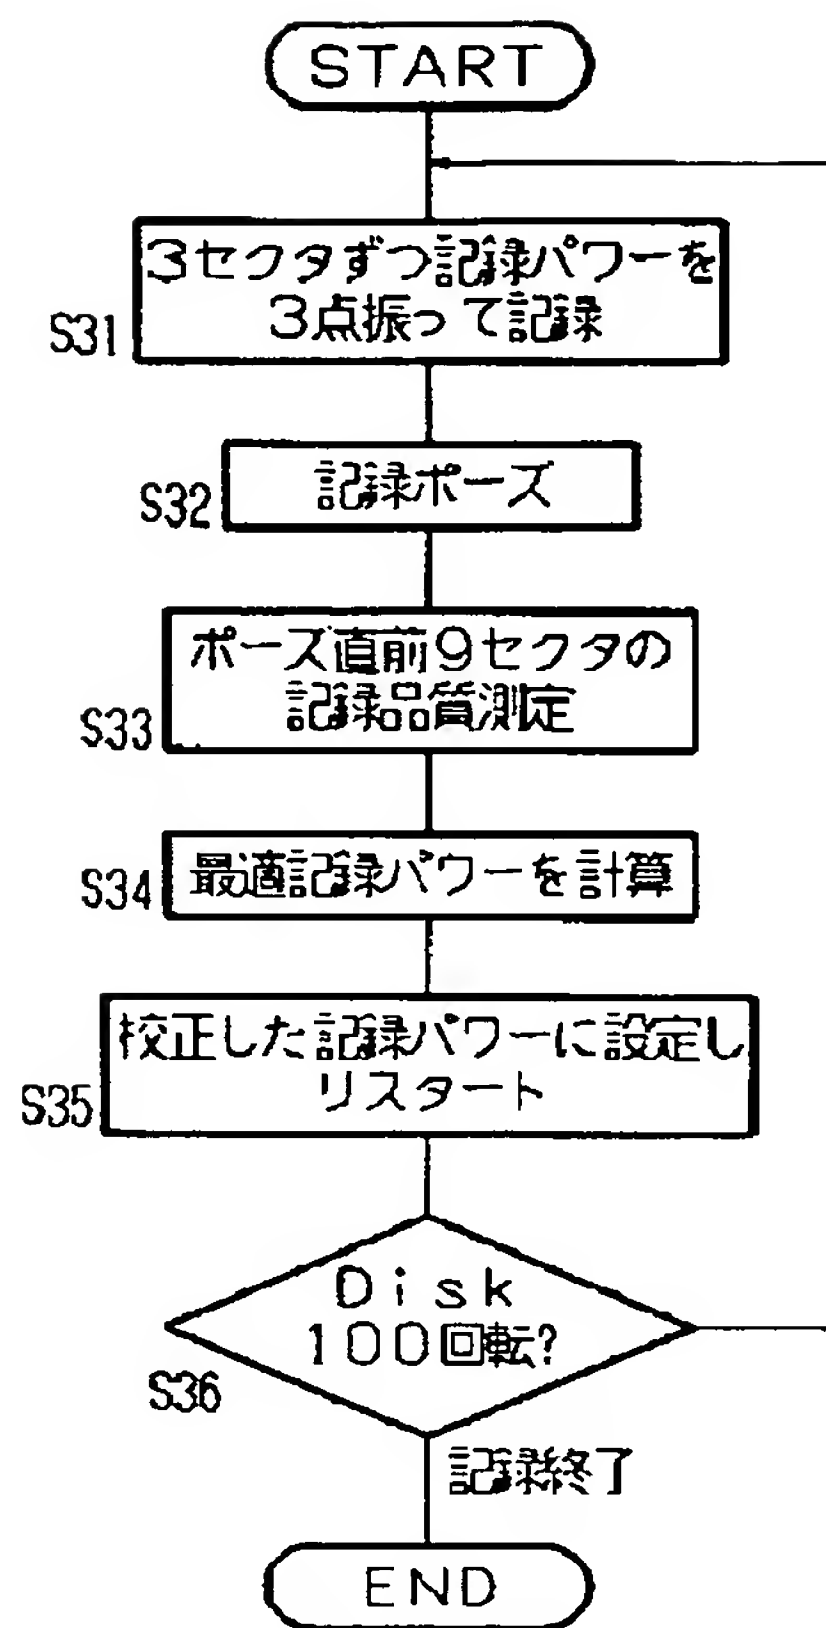 START
3セクタずつ記録パワーを
3点振って記録
S31
記録ポーズ
S32
ポーズ直前9セクタの
記録品質測定
S33
最適記録パワーを計算
S34
校正した記録パワーに設定し
リスタート
S35
Disk
100回転?
S36
記録終了
END